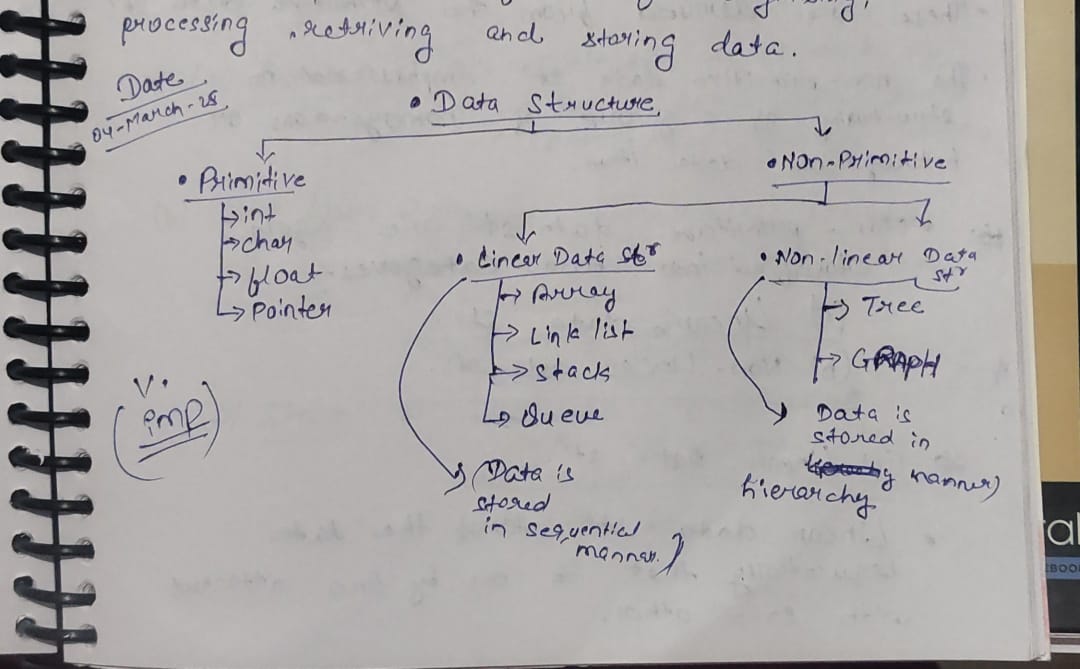 processing, retriving and storing data.
Date
04-March-25
• Data Structure
• Primitive
→ int
→ char
→ float
→ Pointer
• Non-Primitive
• Linear Data str
→ Array
→ Link list
→ Stack
→ Queue
(Data is
stored
in sequential
manner.)
• Non-linear Data
str
→ Tree
→ GRAPH
Data is
stored in
hierarchy manner)
(V. imp)
al